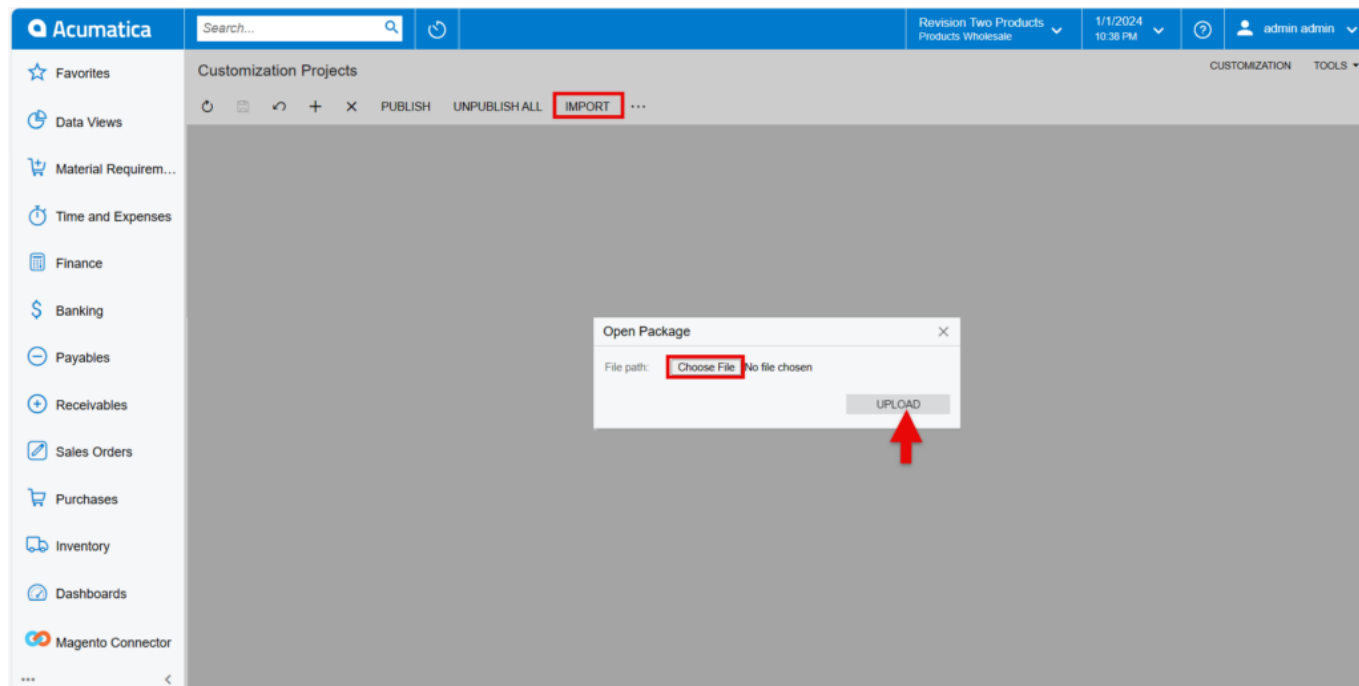 Acumatica
Search...
Revision Two Products
Products Wholesale
1/1/2024
10:38 PM
admin admin
Favorites
Data Views
Material Requirem...
Time and Expenses
Finance
Banking
Payables
Receivables
Sales Orders
Purchases
Inventory
Dashboards
Magento Connector
Customization Projects
CUSTOMIZATION TOOLS
PUBLISH UNPUBLISH ALL IMPORT ...
Open Package
File path: Choose File No file chosen
UPLOAD